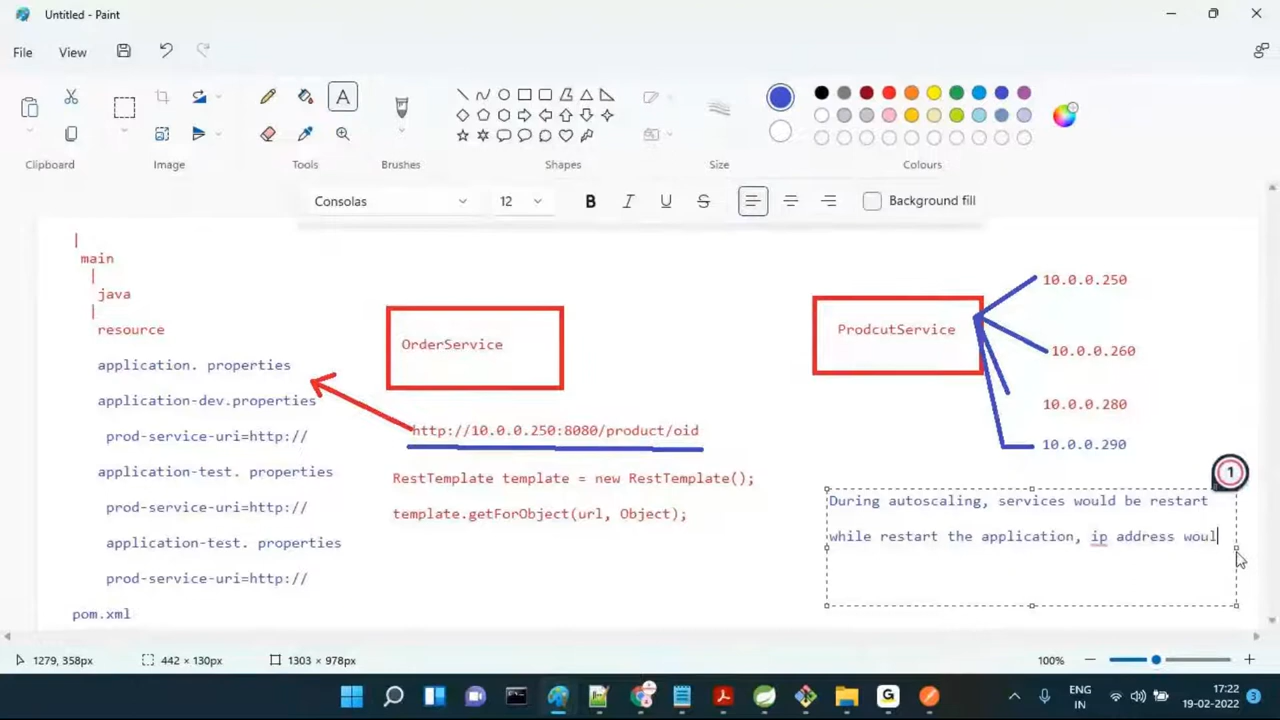 Untitled - Paint
File
View
Clipboard
Image
Tools
Brushes
Shapes
Size
Colours
Consolas
12
B
I
U
S
Background fill
|
main
|
java
|
resource
application. properties
application-dev.properties
prod-service-uri=http://
application-test. properties
prod-service-uri=http://
application-test. properties
prod-service-uri=http://
pom.xml
OrderService
http://10.0.0.250:8080/product/oid
RestTemplate template = new RestTemplate();
template.getForObject(url, Object);
ProdcutService
10.0.0.250
10.0.0.260
10.0.0.280
10.0.0.290
1
During autoscaling, services would be restart
while restart the application, ip address woul
1279, 358px
442 × 130px
1303 × 978px
100%
ENG
IN
17:22
19-02-2022
3